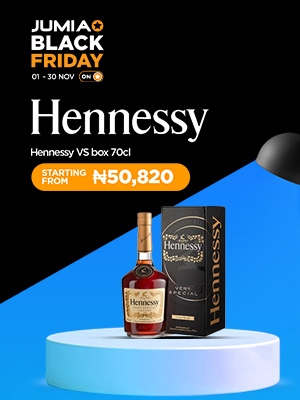 JUMIA
BLACK
FRIDAY
01 - 30 NOV ON
Hennessy
Hennessy VS box 70cl
STARTING
FROM
₦50,820
Hennessy
VERY
SPECIAL
Hennessy
Hennessy